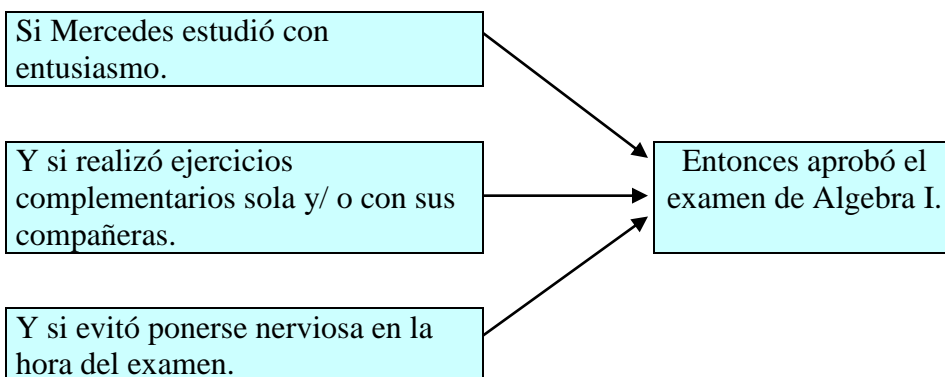 Si Mercedes estudió con
entusiasmo.
Y si realizó ejercicios
complementarios sola y/ o con sus
compañeras.
Entonces aprobó el
examen de Algebra I.
Y si evitó ponerse nerviosa en la
hora del examen.